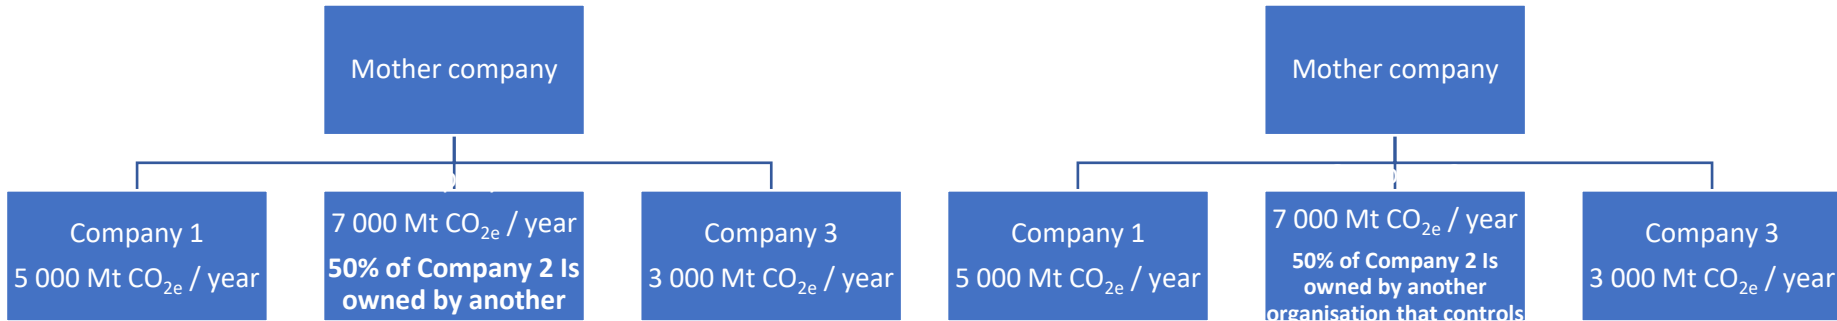 Mother company
Company 1
5 000 Mt CO2e / year
7 000 Mt CO2e / year
50% of Company 2 Is
owned by another
Company 3
3 000 Mt CO2e / year
Mother company
Company 1
5 000 Mt CO2e / year
7 000 Mt CO2e / year
50% of Company 2 Is
owned by another
organisation that controls
Company 3
3 000 Mt CO2e / year